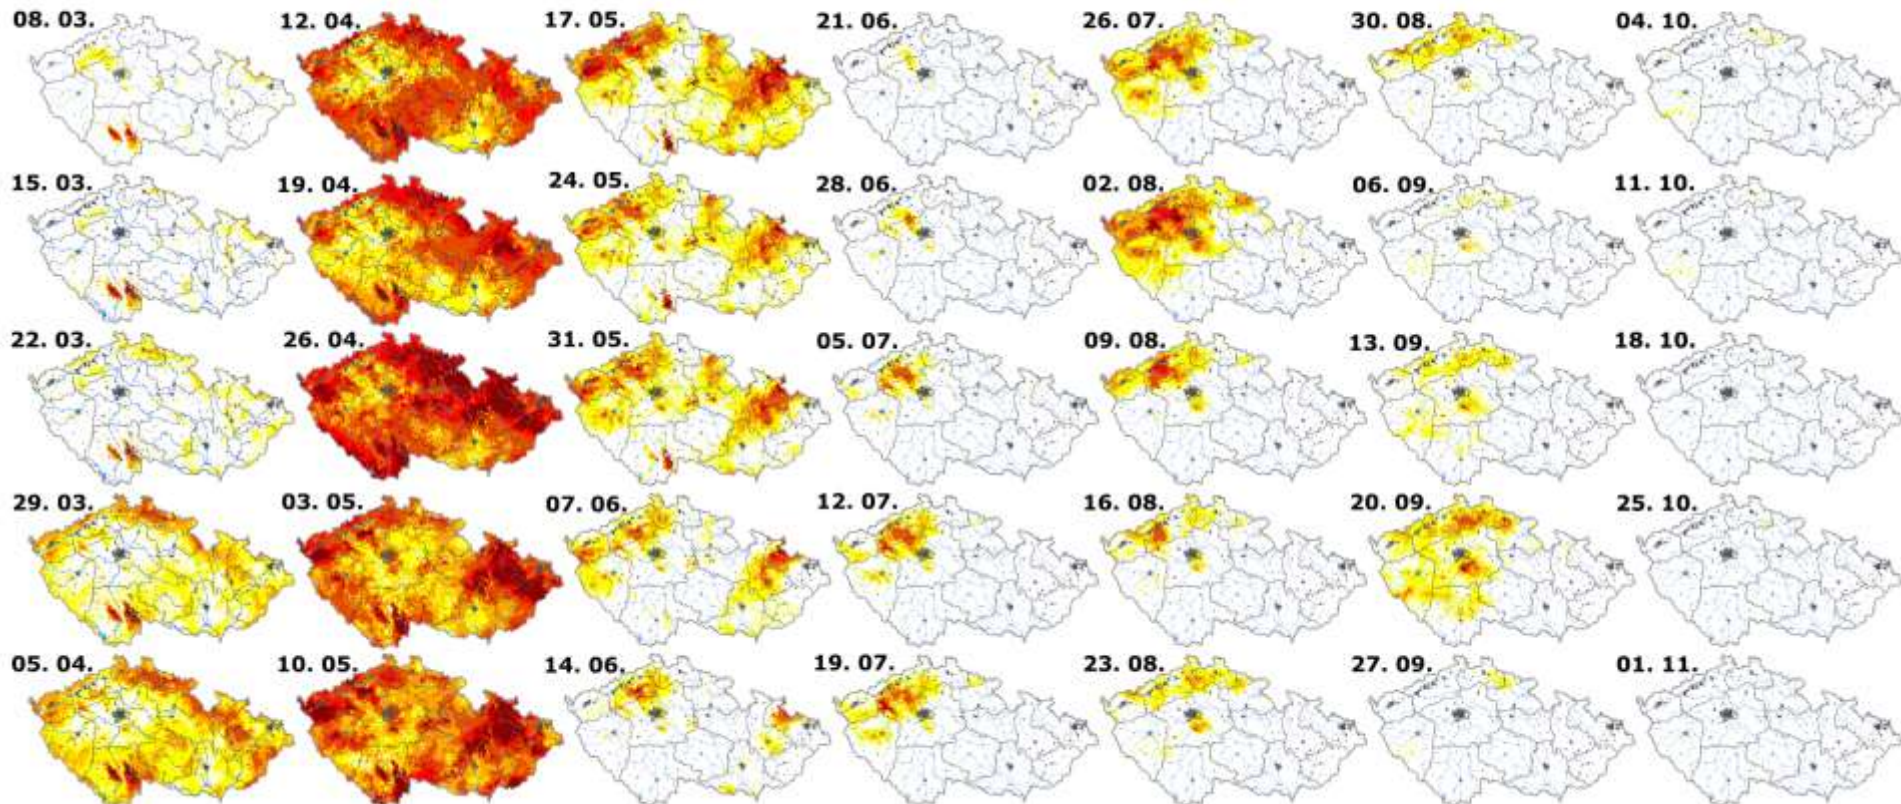 08. 03. 12. 04. 17. 05. 21. 06. 26. 07. 30. 08. 04. 10.
15. 03. 19. 04. 24. 05. 28. 06. 02. 08. 06. 09. 11. 10.
22. 03. 26. 04. 31. 05. 05. 07. 09. 08. 13. 09. 18. 10.
29. 03. 03. 05. 07. 06. 12. 07. 16. 08. 20. 09. 25. 10.
05. 04. 10. 05. 14. 06. 19. 07. 23. 08. 27. 09. 01. 11.